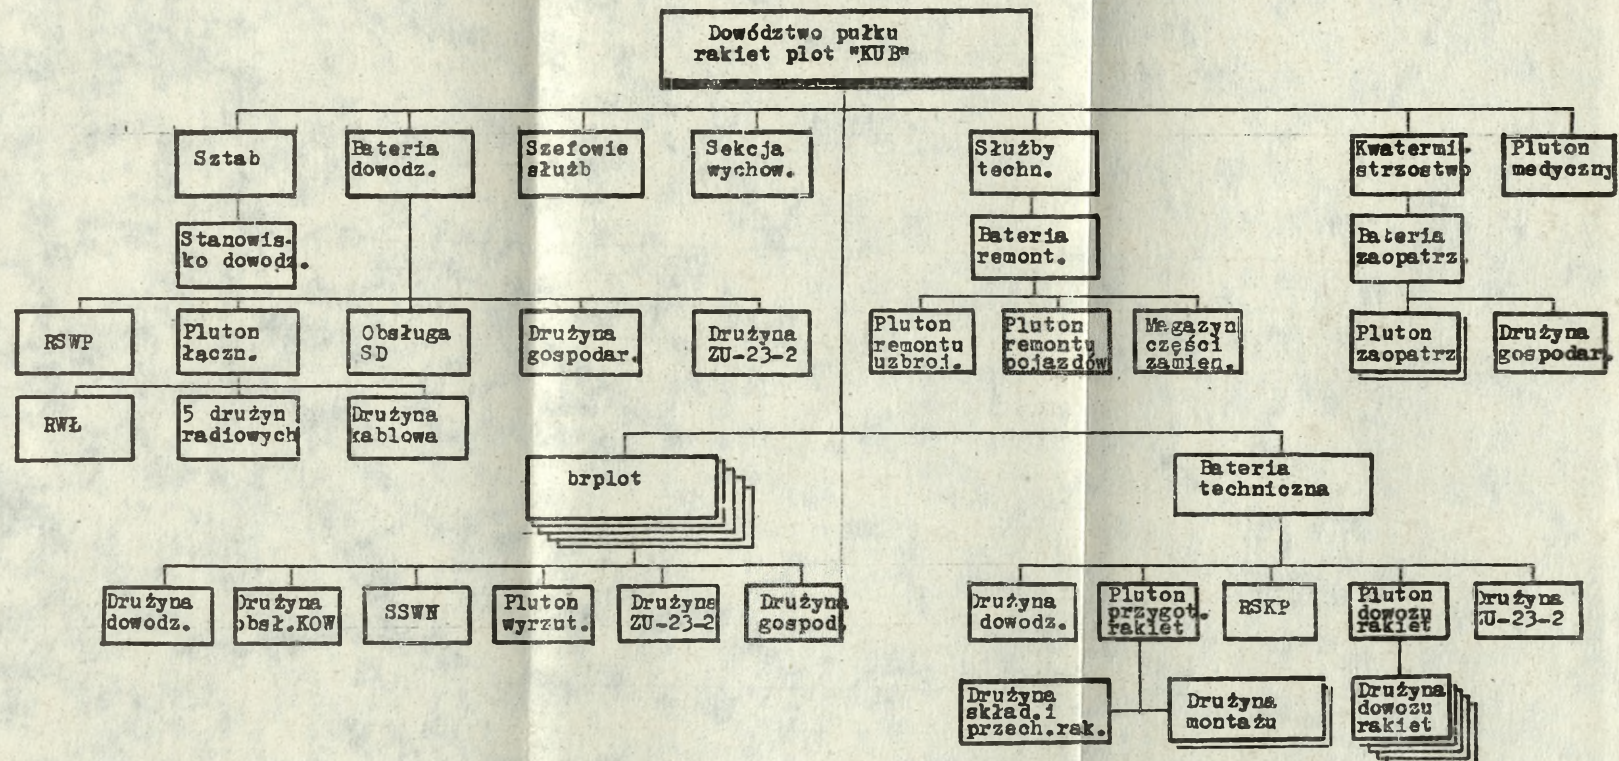 Dowództwo pułku
rakiet plot "KUB"
Sztab
Bateria
dowodz.
Szefowie
służb
Sekcja
wychow.
Służby
techn.
Kwatermi-
strzostwo
Pluton
medyczny
Stanowis-
ko dowodz.
Bateria
remont.
Bateria
zaopatrz.
RSWP
Pluton
łączn.
Obsługa
SD
Drużyna
gospodar.
Drużyna
ZU-23-2
Pluton
remontu
uzbroj.
Pluton
remontu
pojazdów
Magazyn
części
zamien.
Pluton
zaopatrz
Drużyna
gospodar.
RWŁ
5 drużyn
radiowych
Drużyna
kablowa
brplot
Bateria
techniczna
Drużyna
dowodz.
Drużyna
obsł.KOW
SSWN
Pluton
wyrzut.
Drużyna
ZU-23-2
Drużyna
gospod.
Drużyna
dowodz.
Pluton
przygot.
rakiet
RSKP
Pluton
dowozu
rakiet
Drużyna
ZU-23-2
Drużyna
skład.i
przech.rak.
Drużyna
montażu
Drużyna
dowozu
rakiet